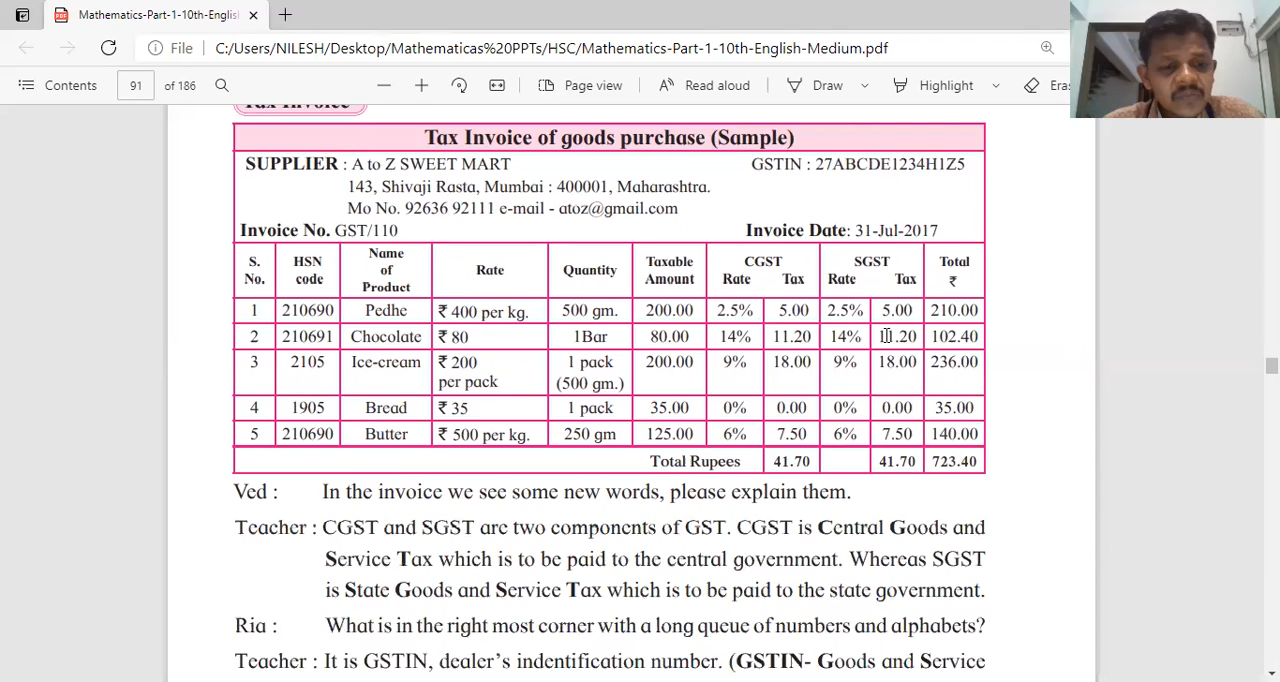 Mathematics-Part-1-10th-English
File C:/Users/NILESH/Desktop/Mathematicas%20PPTs/HSC/Mathematics-Part-1-10th-English-Medium.pdf
Contents 91 of 186 Page view Read aloud Draw Highlight Eras
Tax Invoice
Tax Invoice of goods purchase (Sample)
SUPPLIER : A to Z SWEET MART GSTIN : 27ABCDE1234H1Z5
143, Shivaji Rasta, Mumbai : 400001, Maharashtra.
Mo No. 92636 92111 e-mail - atoz@gmail.com
Invoice No. GST/110 Invoice Date: 31-Jul-2017
S. No. HSN code Name of Product Rate Quantity Taxable Amount CGST Rate Tax SGST Rate Tax Total ₹
1 210690 Pedhe ₹ 400 per kg. 500 gm. 200.00 2.5% 5.00 2.5% 5.00 210.00
2 210691 Chocolate ₹ 80 1Bar 80.00 14% 11.20 14% 11.20 102.40
3 2105 Ice-cream ₹ 200 per pack 1 pack (500 gm.) 200.00 9% 18.00 9% 18.00 236.00
4 1905 Bread ₹ 35 1 pack 35.00 0% 0.00 0% 0.00 35.00
5 210690 Butter ₹ 500 per kg. 250 gm 125.00 6% 7.50 6% 7.50 140.00
Total Rupees 41.70 41.70 723.40
Ved : In the invoice we see some new words, please explain them.
Teacher : CGST and SGST are two components of GST. CGST is Central Goods and
Service Tax which is to be paid to the central government. Whereas SGST
is State Goods and Service Tax which is to be paid to the state government.
Ria : What is in the right most corner with a long queue of numbers and alphabets?
Teacher : It is GSTIN, dealer's indentification number. (GSTIN- Goods and Service